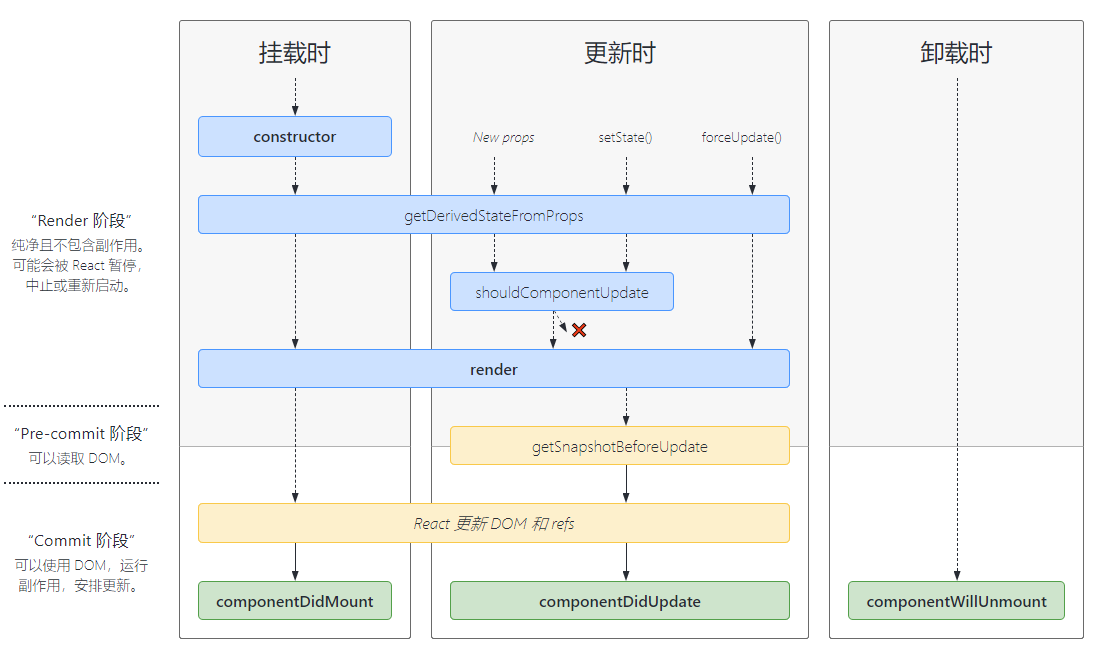 挂载时
更新时
卸载时
constructor
New props
setState()
forceUpdate()
“Render 阶段”
纯净且不包含副作用。
可能会被 React 暂停，
中止或重新启动。
getDerivedStateFromProps
shouldComponentUpdate
render
“Pre-commit 阶段”
可以读取 DOM。
getSnapshotBeforeUpdate
React 更新 DOM 和 refs
“Commit 阶段”
可以使用 DOM，运行
副作用，安排更新。
componentDidMount
componentDidUpdate
componentWillUnmount